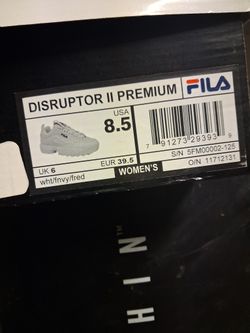 DISRUPTOR II PREMIUM
FILA
USA
8.5
7 91273 29393 9
UK 6
EUR 39.5
S/N 5FM00002-125
wht/fnvy/fred
WOMEN'S
O/N 11712131
N I H